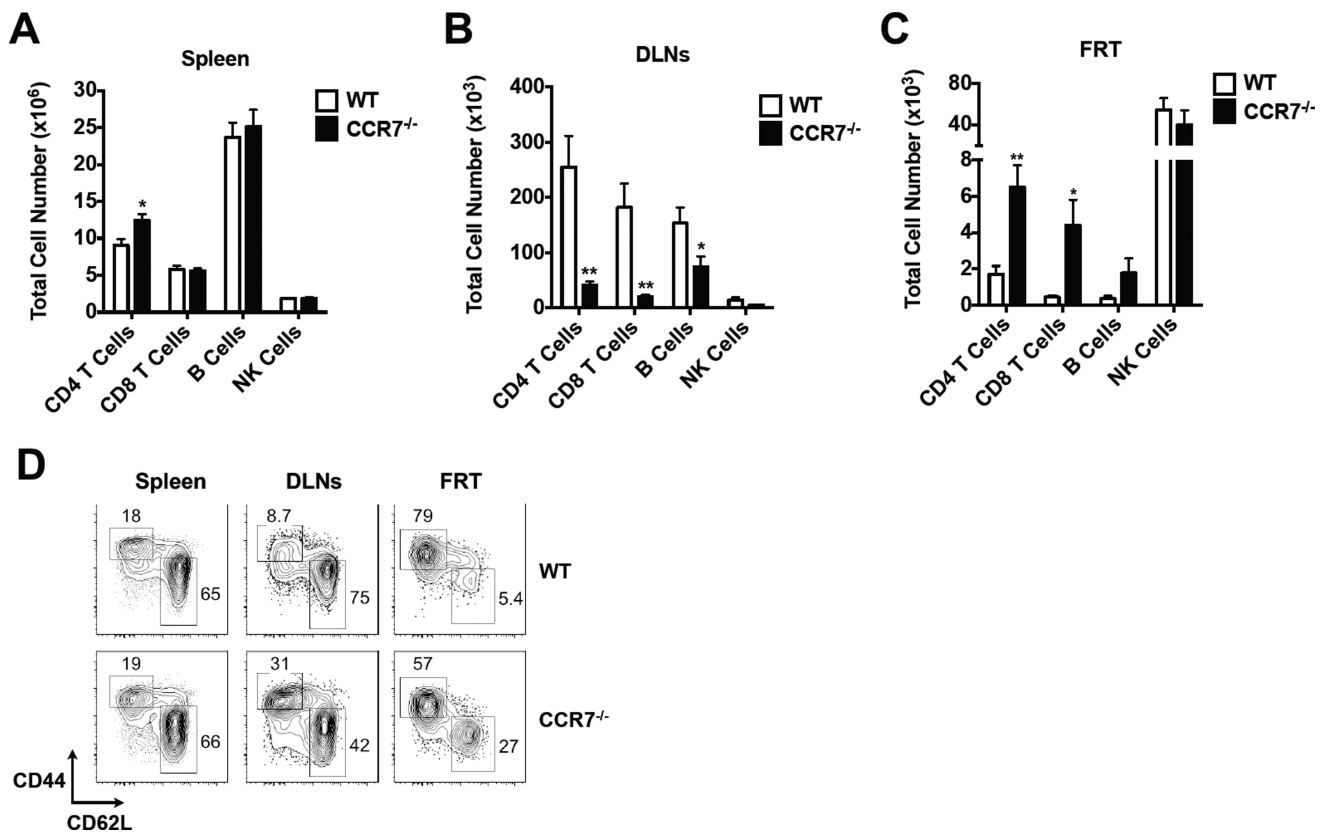 A
Spleen
Total Cell Number (x10⁶)
30
25
20
15
10
5
0
*
WT
CCR7⁻/⁻
CD4 T Cells
CD8 T Cells
B Cells
NK Cells
B
DLNs
Total Cell Number (x10³)
400
300
200
100
0
**
**
*
WT
CCR7⁻/⁻
CD4 T Cells
CD8 T Cells
B Cells
NK Cells
C
FRT
Total Cell Number (x10³)
80
40
8
6
4
2
0
**
*
WT
CCR7⁻/⁻
CD4 T Cells
CD8 T Cells
B Cells
NK Cells
D
Spleen DLNs FRT
18 8.7 79
WT
65 75 5.4
19 31 57
CCR7⁻/⁻
66 42 27
CD44
CD62L